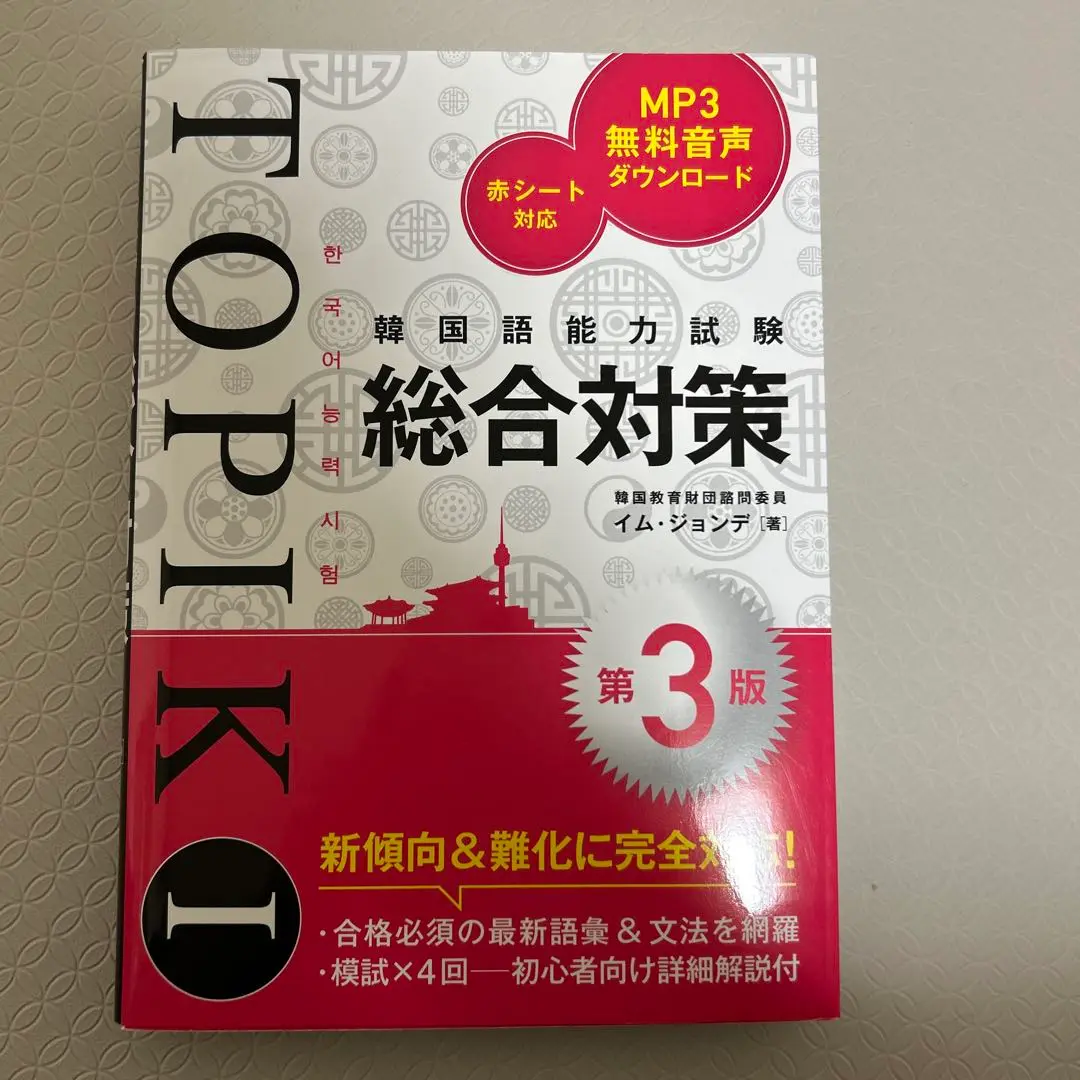 TOPIK I
한국어능력시험
MP3
無料音声
ダウンロード
赤シート
対応
韓国語能力試験
総合対策
韓国教育財団諮問委員
イム・ジョンデ [著]
第3版
新傾向&難化に完全対応!
・合格必須の最新語彙&文法を網羅
・模試×4回──初心者向け詳細解説付